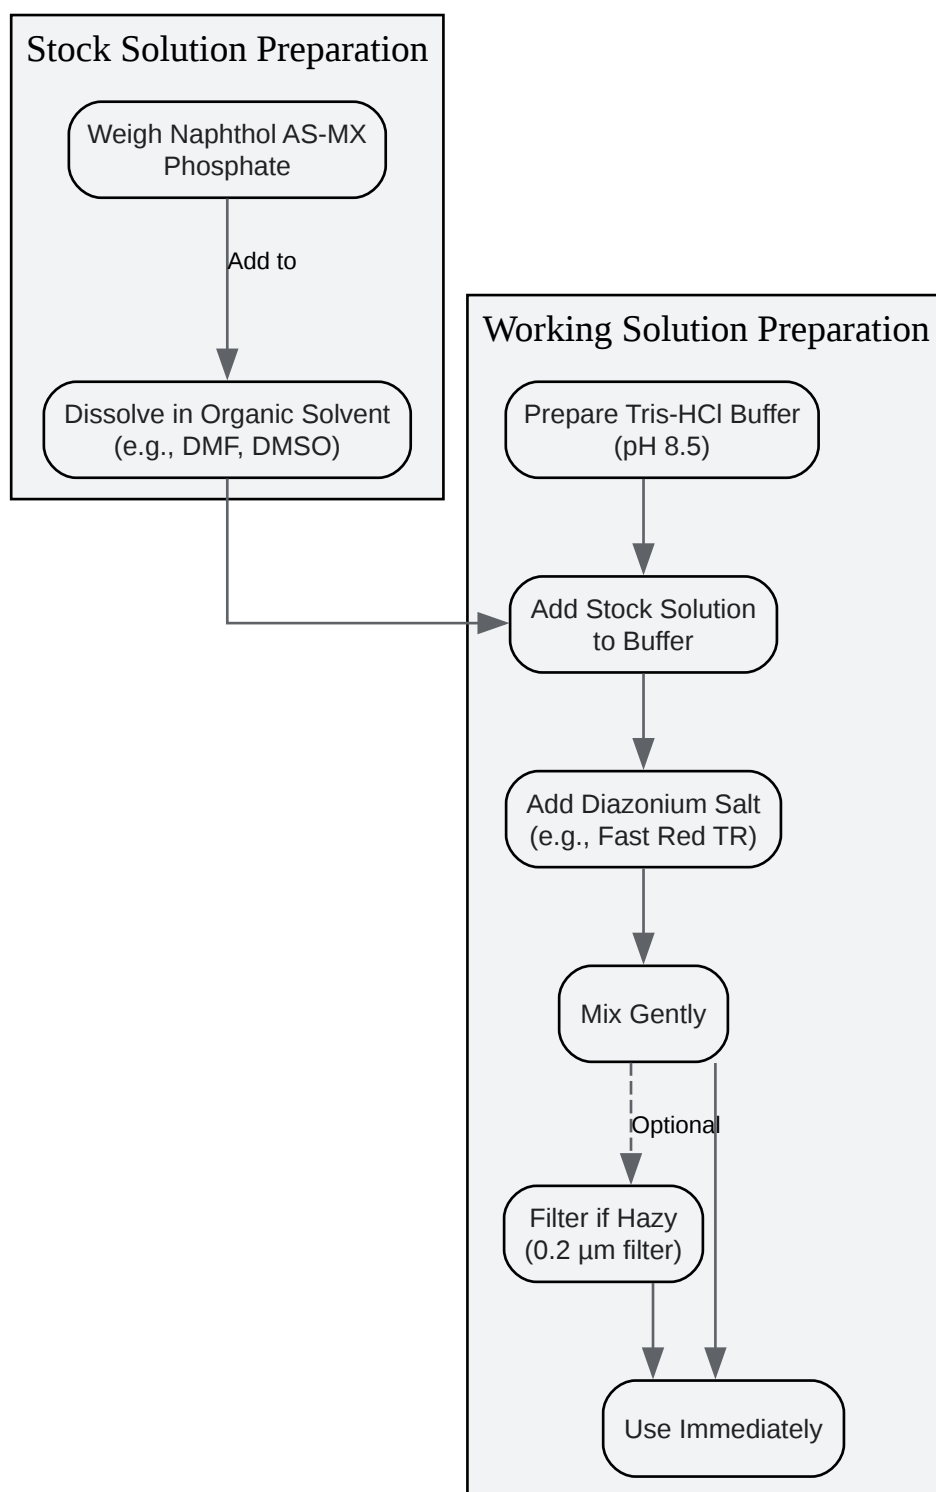 Stock Solution Preparation
Weigh Naphthol AS-MX
Phosphate
Add to
Dissolve in Organic Solvent
(e.g., DMF, DMSO)
Working Solution Preparation
Prepare Tris-HCl Buffer
(pH 8.5)
Add Stock Solution
to Buffer
Add Diazonium Salt
(e.g., Fast Red TR)
Mix Gently
Optional
Filter if Hazy
(0.2 µm filter)
Use Immediately